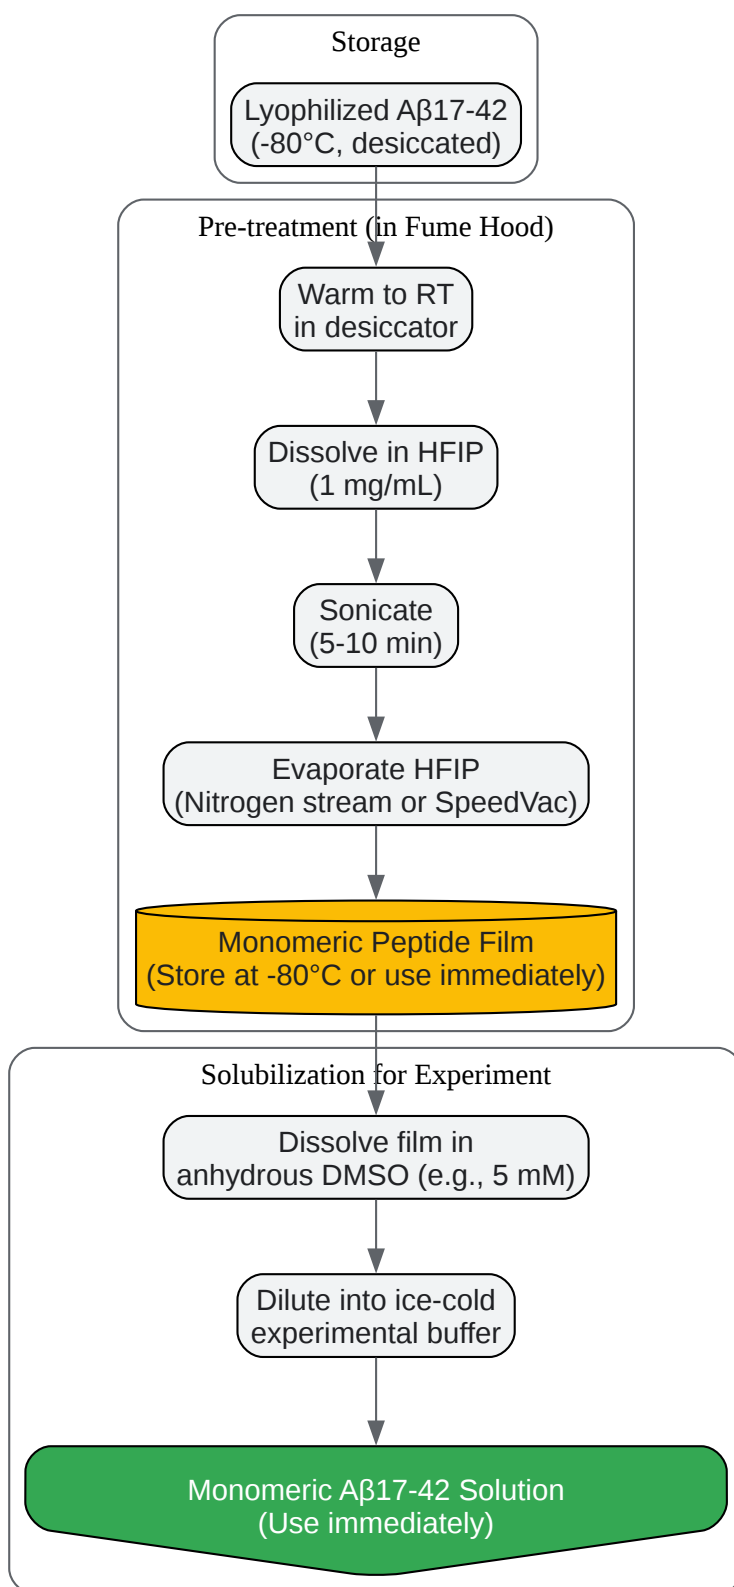 Storage
Lyophilized Aβ17-42
(-80°C, desiccated)
Pre-treatment (in Fume Hood)
Warm to RT
in desiccator
Dissolve in HFIP
(1 mg/mL)
Sonicate
(5-10 min)
Evaporate HFIP
(Nitrogen stream or SpeedVac)
Monomeric Peptide Film
(Store at -80°C or use immediately)
Solubilization for Experiment
Dissolve film in
anhydrous DMSO (e.g., 5 mM)
Dilute into ice-cold
experimental buffer
Monomeric Aβ17-42 Solution
(Use immediately)